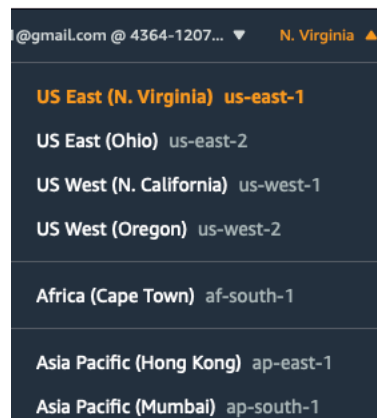 1@gmail.com @ 4364-1207... ▼ N. Virginia ▲
US East (N. Virginia) us-east-1
US East (Ohio) us-east-2
US West (N. California) us-west-1
US West (Oregon) us-west-2
Africa (Cape Town) af-south-1
Asia Pacific (Hong Kong) ap-east-1
Asia Pacific (Mumbai) ap-south-1